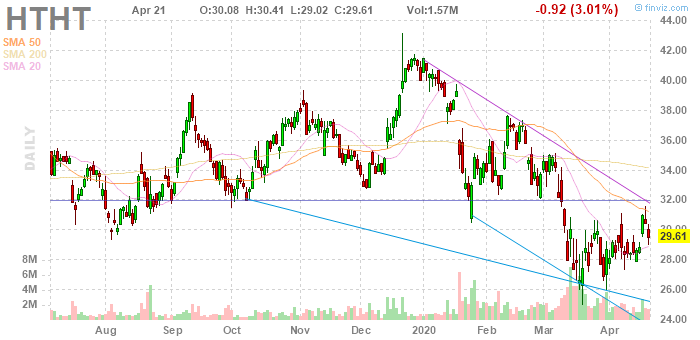 HTHT Apr 21 O:30.08 H:30.41 L:29.02 C:29.61 Vol:1.57M -0.92 (3.01%) © finviz.com
SMA 50
SMA 200
SMA 20
DAILY
44.00
42.00
40.00
38.00
36.00
34.00
32.00
30.00
29.61
28.00
26.00
24.00
8M
6M
4M
2M
Aug Sep Oct Nov Dec 2020 Feb Mar Apr